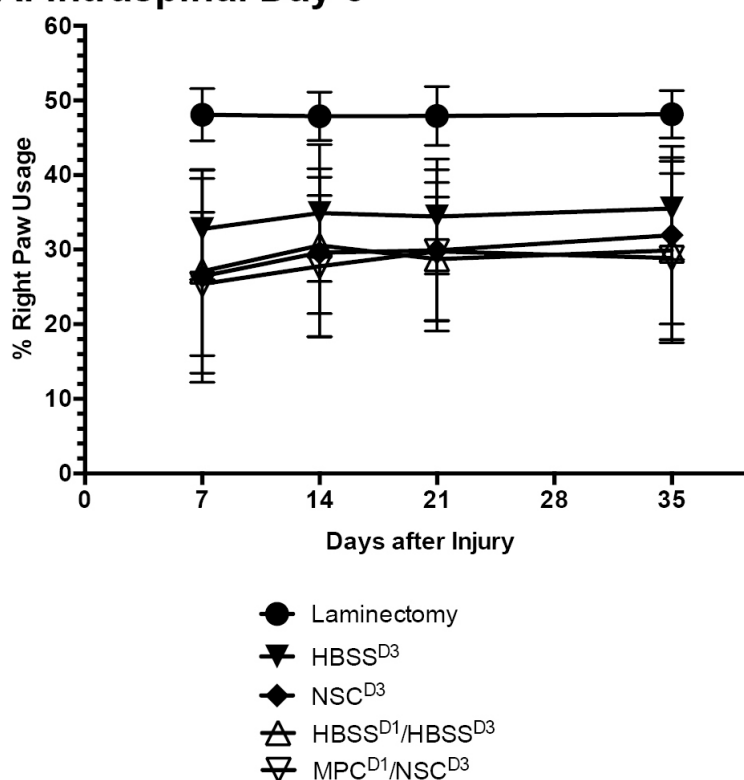 60
50
40
30
20
10
0
% Right Paw Usage
0 7 14 21 28 35
Days after Injury
Laminectomy
HBSSD3
NSCD3
HBSSD1/HBSSD3
MPCD1/NSCD3